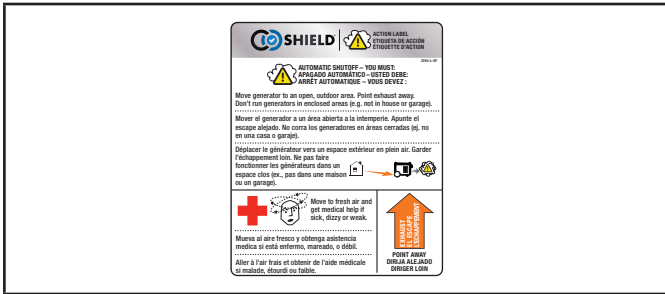 CO SHIELD
ACTION LABEL
ETIQUETA DE ACCIÓN
ÉTIQUETTE D'ACTION
AUTOMATIC SHUTOFF – YOU MUST:
APAGADO AUTOMÁTICO – USTED DEBE:
ARRÊT AUTOMATIQUE – VOUS DEVEZ :
Move generator to an open, outdoor area. Point exhaust away.
Don't run generators in enclosed areas (e.g. not in house or garage).
Mover el generador a un área abierta a la intemperie. Apunte el
escape alejado. No corra los generadores en áreas cerradas (ej. no
en una casa o garaje).
Déplacer le générateur vers un espace extérieur en plein air. Garder
l'échappement loin. Ne pas faire
fonctionner les générateurs dans un
espace clos (ex., pas dans une maison
ou un garage).
Move to fresh air and
get medical help if
sick, dizzy or weak.
Mueva al aire fresco y obtenga asistencia
medica si está enfermo, mareado, o débil.
Aller à l'air frais et obtenir de l'aide médicale
si malade, étourdi ou faible.
EXHAUST
EL ESCAPE
L'ÉCHAPPEMENT
POINT AWAY
DIRIJA ALEJADO
DIRIGER LOIN